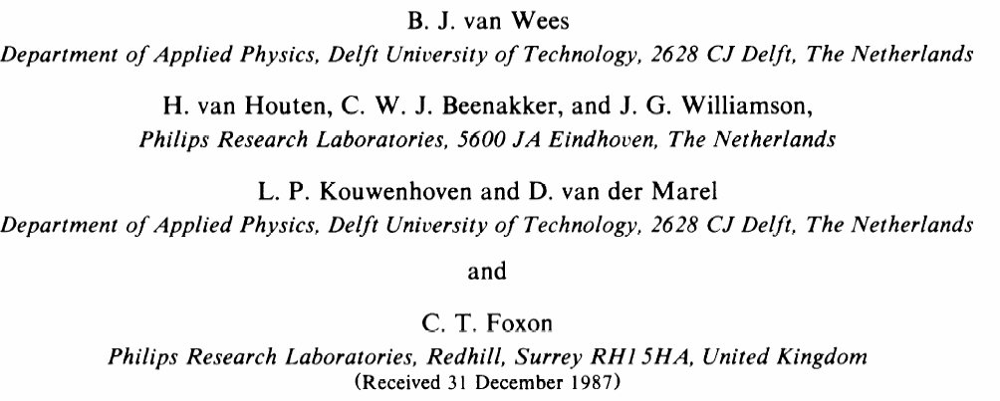 B. J. van Wees
Department of Applied Physics, Delft University of Technology, 2628 CJ Delft, The Netherlands
H. van Houten, C. W. J. Beenakker, and J. G. Williamson,
Philips Research Laboratories, 5600 JA Eindhoven, The Netherlands
L. P. Kouwenhoven and D. van der Marel
Department of Applied Physics, Delft University of Technology, 2628 CJ Delft, The Netherlands
and
C. T. Foxon
Philips Research Laboratories, Redhill, Surrey RH1 5HA, United Kingdom
(Received 31 December 1987)